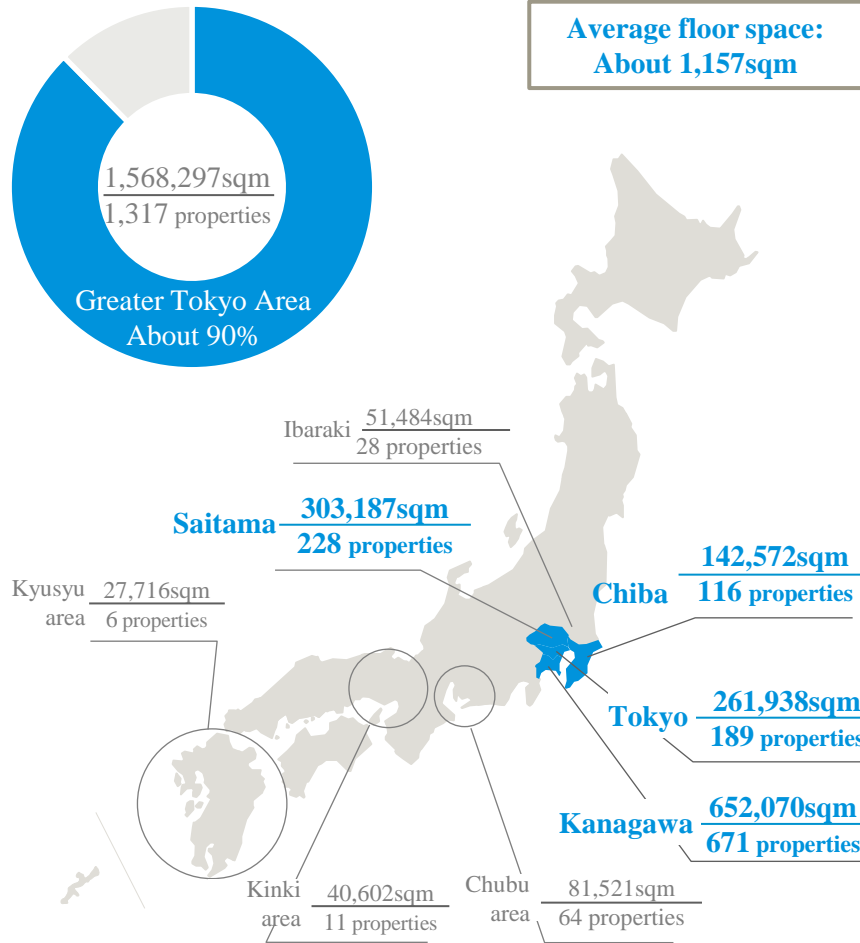 Average floor space:
About 1,157sqm
1,568,297sqm
1,317 properties
Greater Tokyo Area
About 90%
Ibaraki
51,484sqm
28 properties
Saitama
303,187sqm
228 properties
Kyusyu
area
27,716sqm
6 properties
Chiba
142,572sqm
116 properties
Tokyo
261,938sqm
189 properties
Kanagawa
652,070sqm
671 properties
Kinki
area
40,602sqm
11 properties
Chubu
area
81,521sqm
64 properties